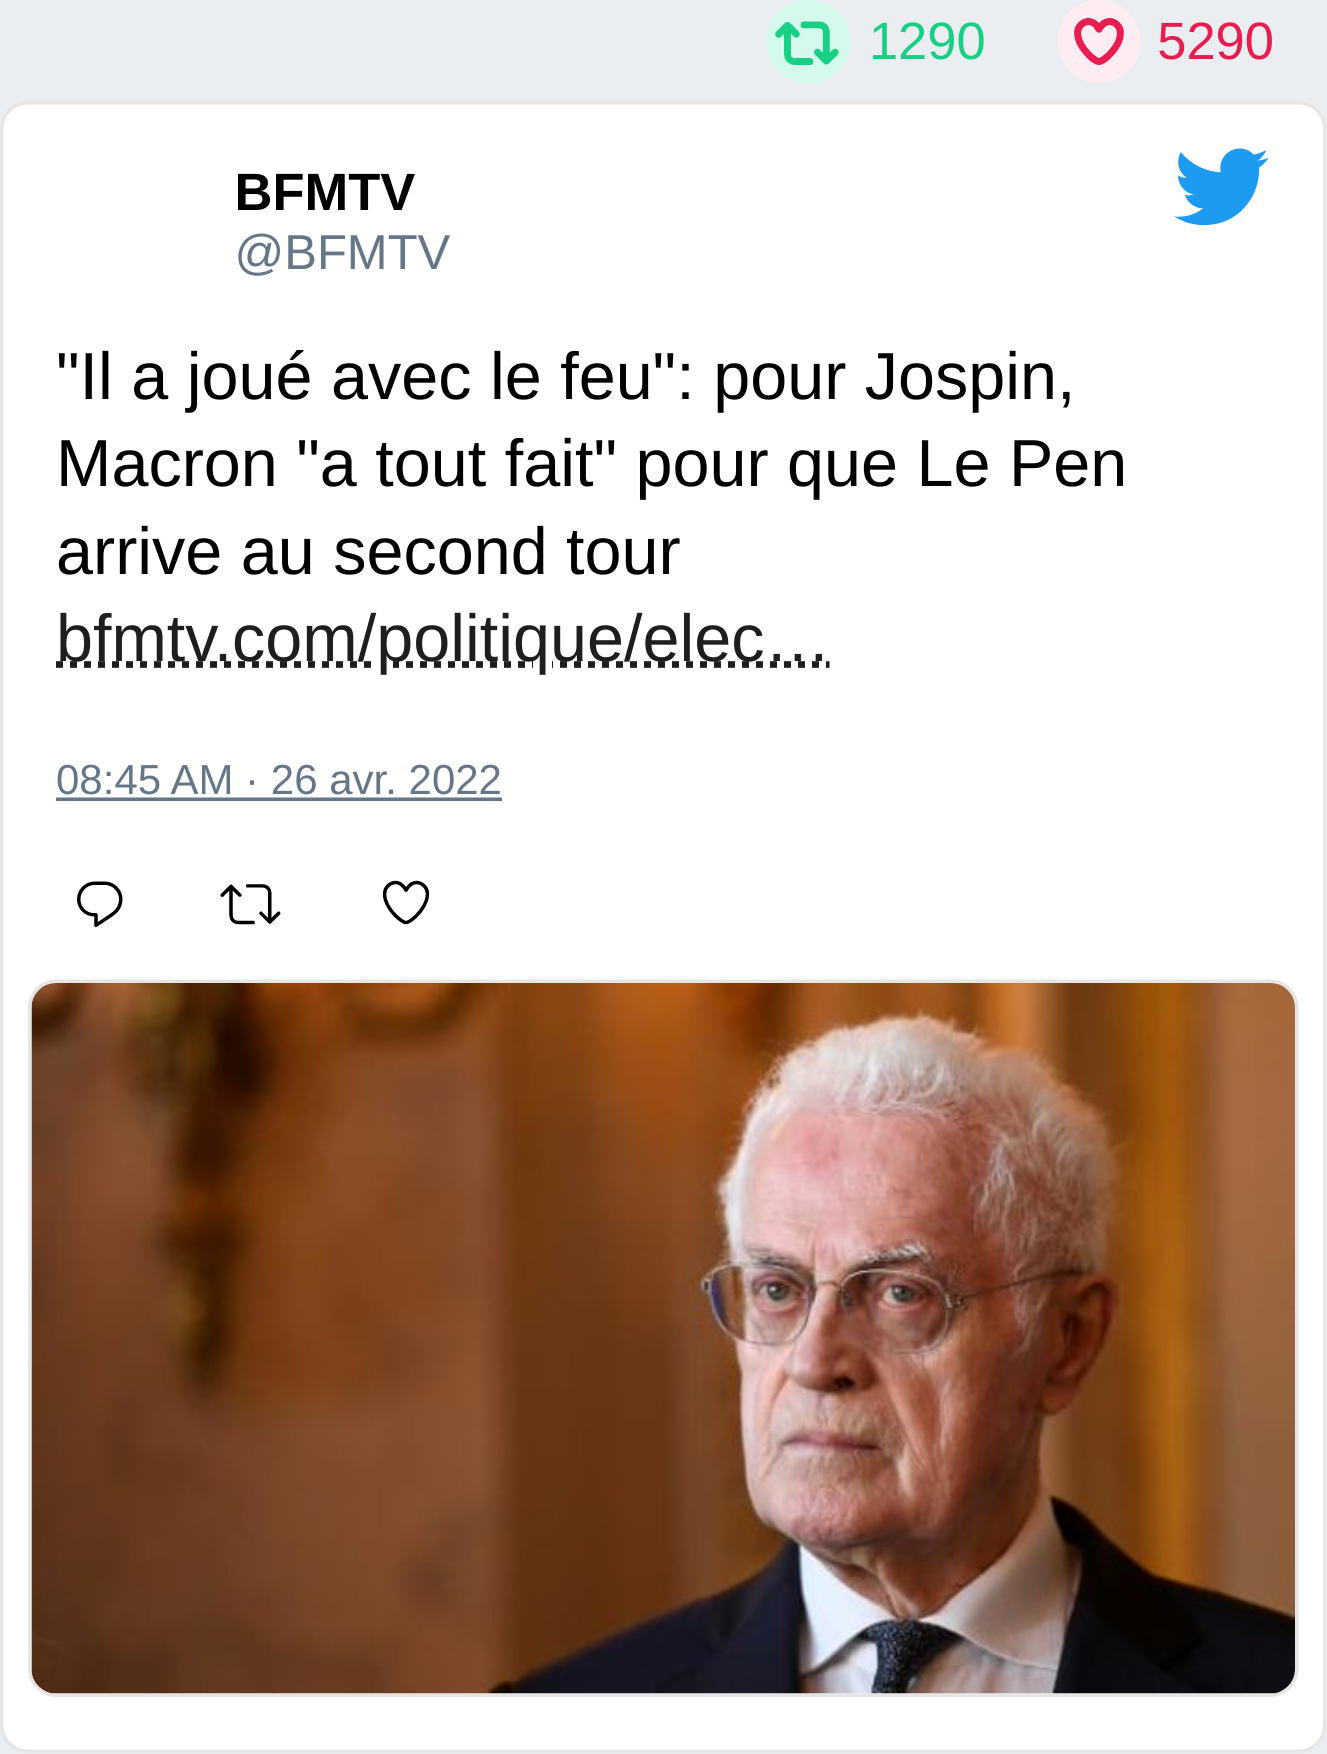 1290 5290
BFMTV
@BFMTV
"Il a joué avec le feu": pour Jospin,
Macron "a tout fait" pour que Le Pen
arrive au second tour
bfmtv.com/politique/elec…
08:45 AM · 26 avr. 2022